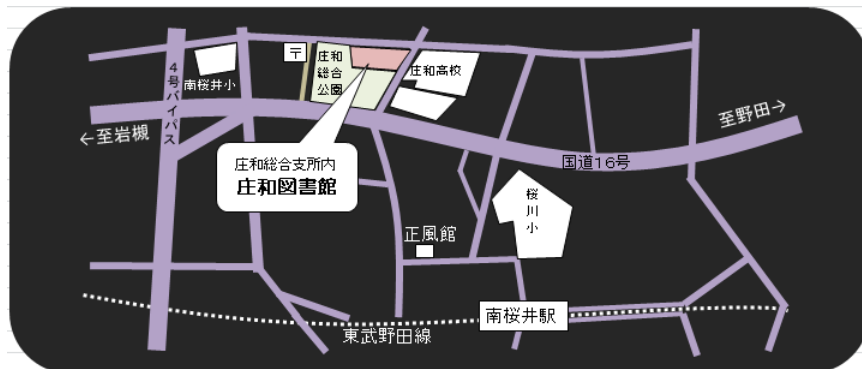 〒
庄和
総合
公園
庄和高校
南桜井小
4号バイパス
←至岩槻
至野田→
国道16号
庄和総合支所内
庄和図書館
桜川小
正風館
南桜井駅
東武野田線